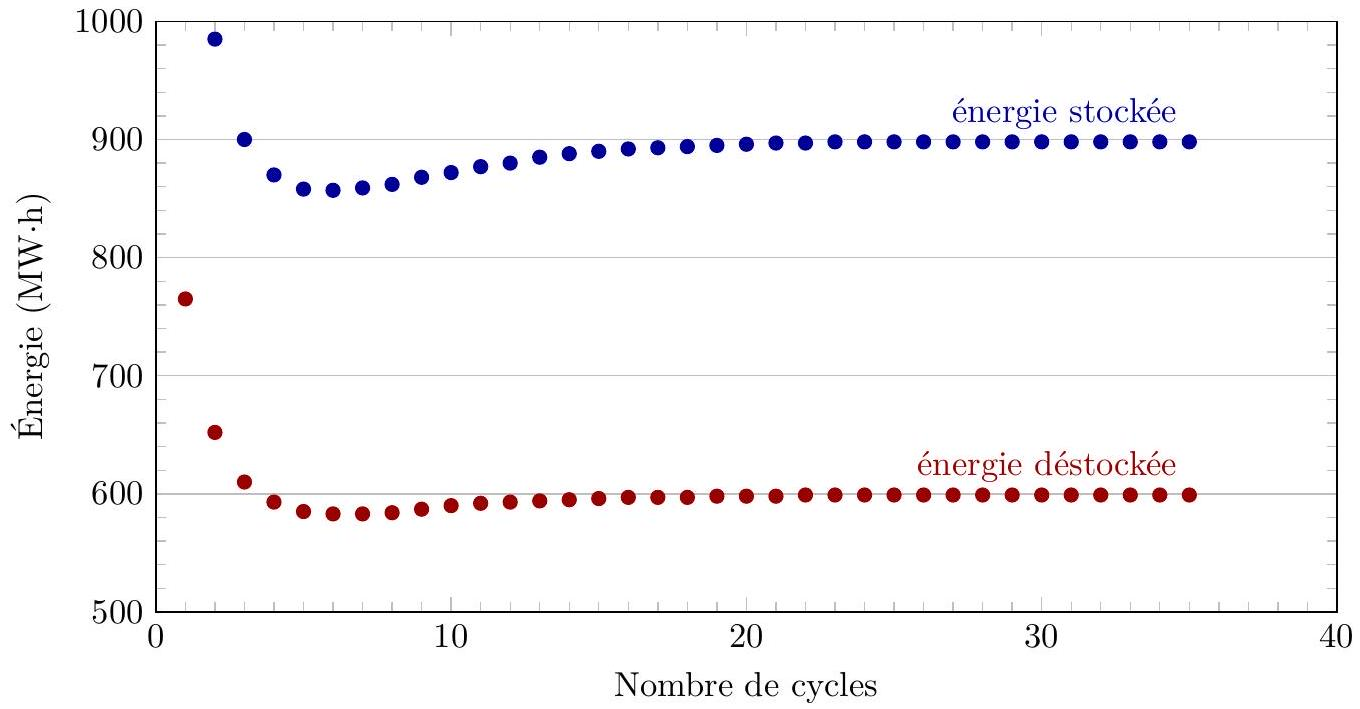 1000
900
800
700
600
500
0
10
20
30
40
Énergie (MW·h)
énergie stockée
énergie déstockée
Nombre de cycles